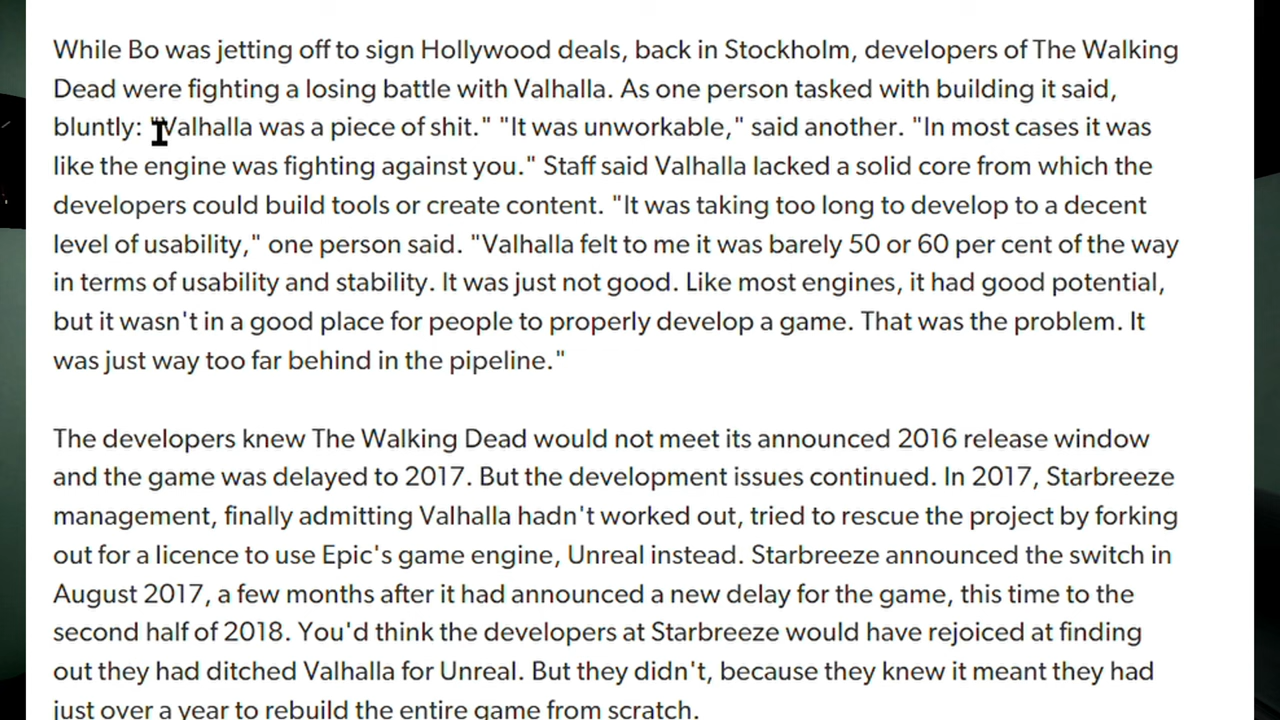 While Bo was jetting off to sign Hollywood deals, back in Stockholm, developers of The Walking
Dead were fighting a losing battle with Valhalla. As one person tasked with building it said,
bluntly: "Valhalla was a piece of shit." "It was unworkable," said another. "In most cases it was
like the engine was fighting against you." Staff said Valhalla lacked a solid core from which the
developers could build tools or create content. "It was taking too long to develop to a decent
level of usability," one person said. "Valhalla felt to me it was barely 50 or 60 per cent of the way
in terms of usability and stability. It was just not good. Like most engines, it had good potential,
but it wasn't in a good place for people to properly develop a game. That was the problem. It
was just way too far behind in the pipeline."
The developers knew The Walking Dead would not meet its announced 2016 release window
and the game was delayed to 2017. But the development issues continued. In 2017, Starbreeze
management, finally admitting Valhalla hadn't worked out, tried to rescue the project by forking
out for a licence to use Epic's game engine, Unreal instead. Starbreeze announced the switch in
August 2017, a few months after it had announced a new delay for the game, this time to the
second half of 2018. You'd think the developers at Starbreeze would have rejoiced at finding
out they had ditched Valhalla for Unreal. But they didn't, because they knew it meant they had
just over a year to rebuild the entire game from scratch.